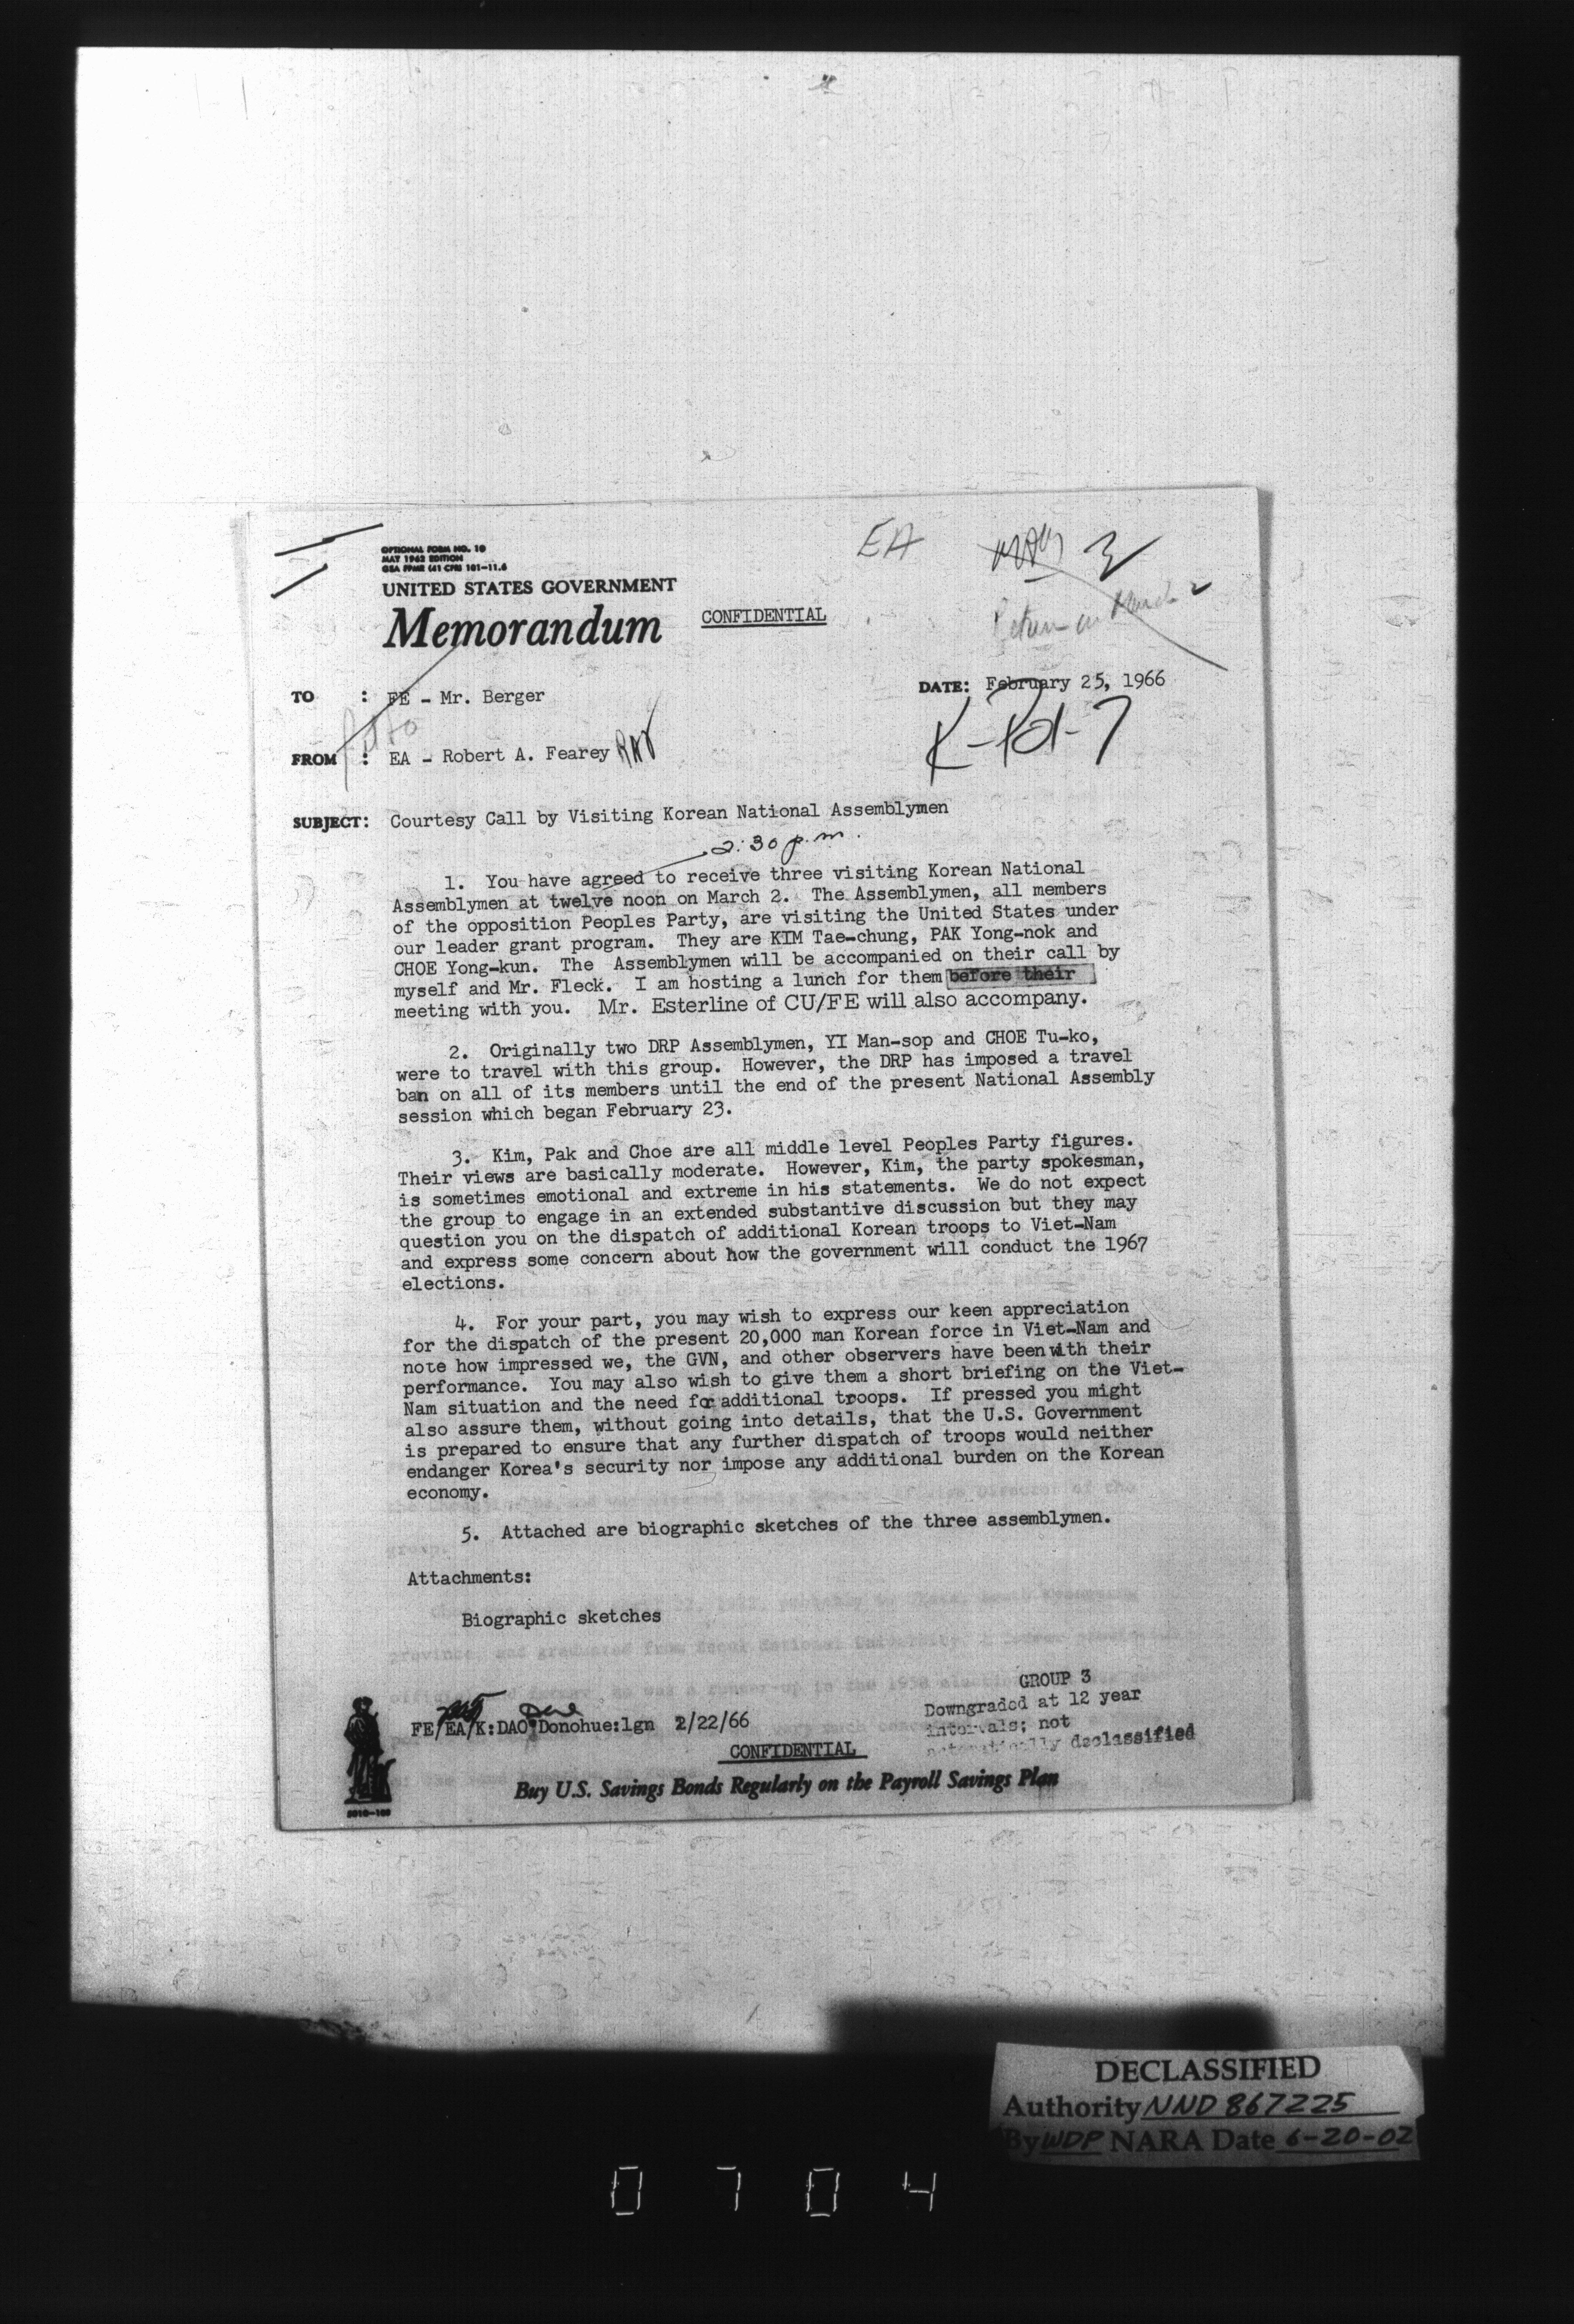 EA
3
OPTIONAL FORM NO. 10
MAY 1962 EDITION
GSA FPMR (41 CFR) 101-11.6
UNITED STATES GOVERNMENT
Memorandum
CONFIDENTIAL
Return on March 2
TO : FE - Mr. Berger
DATE: February 25, 1966
K-Pol-7
FROM : EA - Robert A. Fearey
SUBJECT: Courtesy Call by Visiting Korean National Assemblymen
2:30 p.m.
1. You have agreed to receive three visiting Korean National
Assemblymen at twelve noon on March 2. The Assemblymen, all members
of the opposition Peoples Party, are visiting the United States under
our leader grant program. They are KIM Tae-chung, PAK Yong-nok and
CHOE Yong-kun. The Assemblymen will be accompanied on their call by
myself and Mr. Fleck. I am hosting a lunch for them before their
meeting with you. Mr. Esterline of CU/FE will also accompany.
2. Originally two DRP Assemblymen, YI Man-sop and CHOE Tu-ko,
were to travel with this group. However, the DRP has imposed a travel
ban on all of its members until the end of the present National Assembly
session which began February 23.
3. Kim, Pak and Choe are all middle level Peoples Party figures.
Their views are basically moderate. However, Kim, the party spokesman,
is sometimes emotional and extreme in his statements. We do not expect
the group to engage in an extended substantive discussion but they may
question you on the dispatch of additional Korean troops to Viet-Nam
and express some concern about how the government will conduct the 1967
elections.
4. For your part, you may wish to express our keen appreciation
for the dispatch of the present 20,000 man Korean force in Viet-Nam and
note how impressed we, the GVN, and other observers have been with their
performance. You may also wish to give them a short briefing on the Viet-
Nam situation and the need for additional troops. If pressed you might
also assure them, without going into details, that the U.S. Government
is prepared to ensure that any further dispatch of troops would neither
endanger Korea's security nor impose any additional burden on the Korean
economy.
5. Attached are biographic sketches of the three assemblymen.
Attachments:
Biographic sketches
GROUP 3
Downgraded at 12 year
intervals; not
automatically declassified
FE/EA/K:DAO'Donohue:lgn 2/22/66
CONFIDENTIAL
Buy U.S. Savings Bonds Regularly on the Payroll Savings Plan
5010-108
DECLASSIFIED
Authority NND 867225
By WDP NARA Date 6-20-02
0704